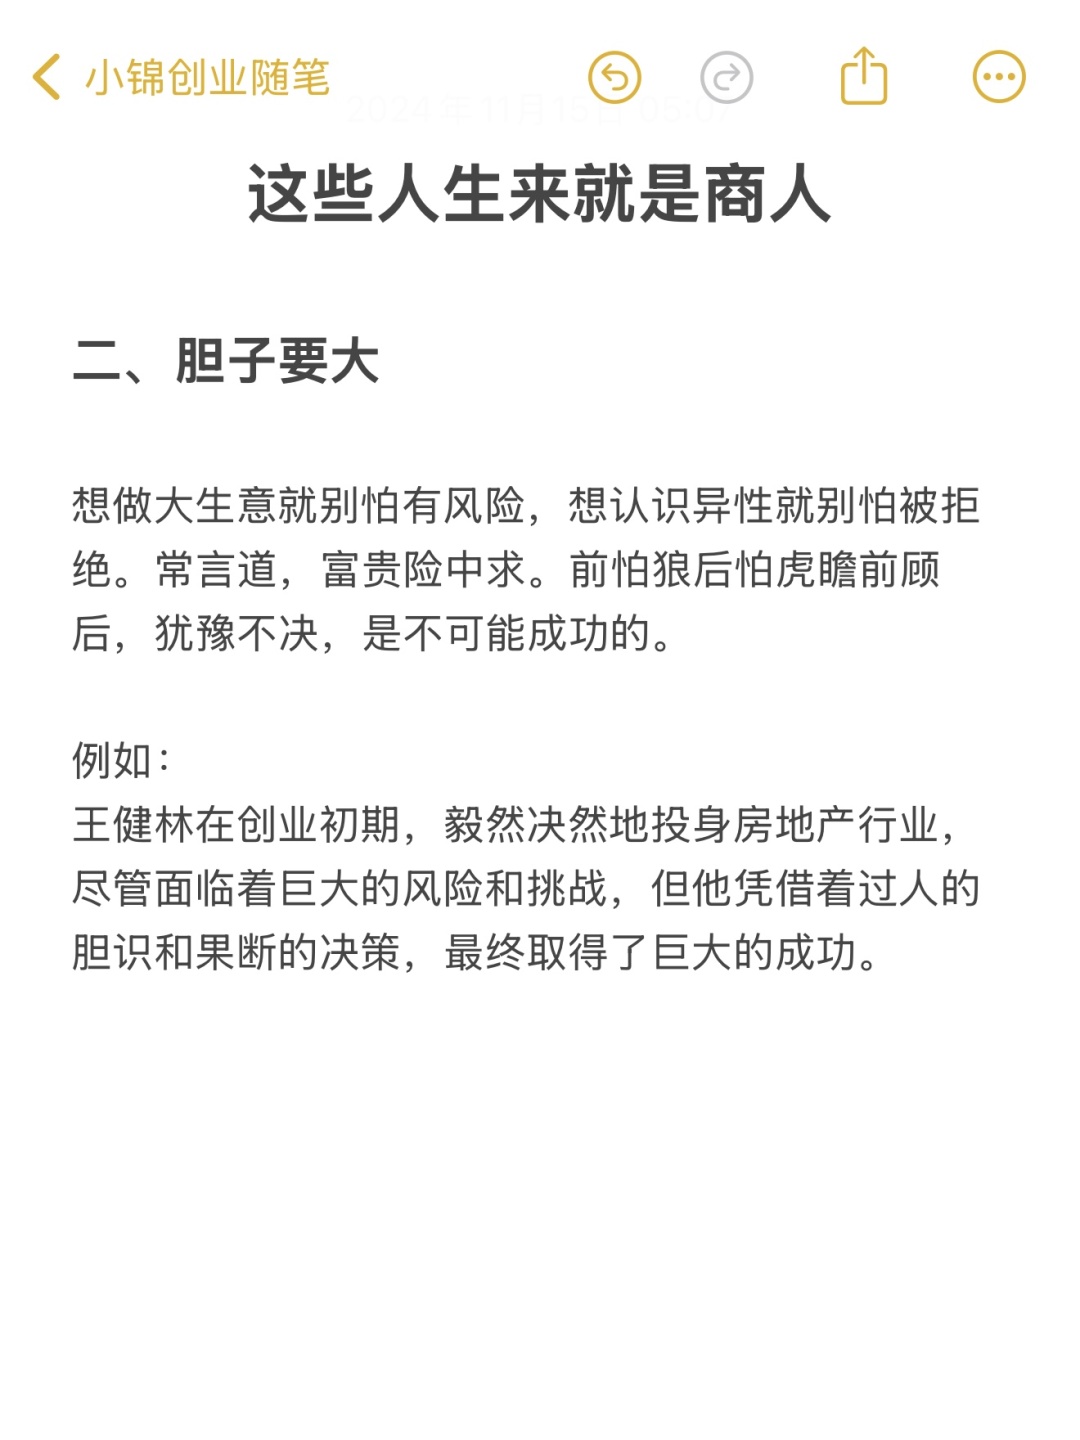 小锦创业随笔
2024年11月15日 05:07
这些人生来就是商人
二、胆子要大
想做大生意就别怕有风险，想认识异性就别怕被拒
绝。常言道，富贵险中求。前怕狼后怕虎瞻前顾
后，犹豫不决，是不可能成功的。
例如：
王健林在创业初期，毅然决然地投身房地产行业，
尽管面临着巨大的风险和挑战，但他凭借着过人的
胆识和果断的决策，最终取得了巨大的成功。